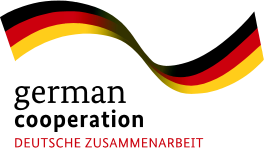 german
cooperation
DEUTSCHE ZUSAMMENARBEIT